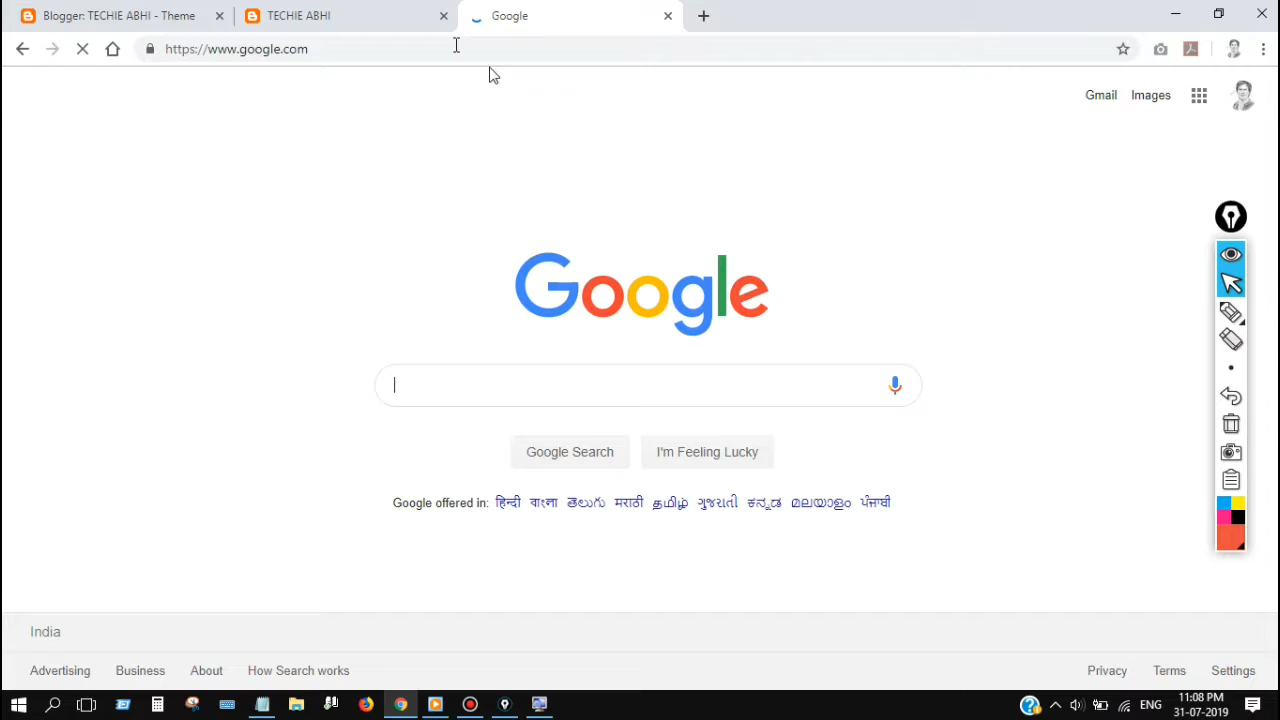 Blogger: TECHIE ABHI - Theme
TECHIE ABHI
Google
https://www.google.com
Gmail Images
Google
Google Search I'm Feeling Lucky
Google offered in: हिन्दी বাংলা తెలుగు मराठी தமிழ் ગુજરાતી ಕನ್ನಡ മലയാളം ਪੰਜਾਬੀ
India
Advertising Business About How Search works Privacy Terms Settings
ENG
11:08 PM
31-07-2019